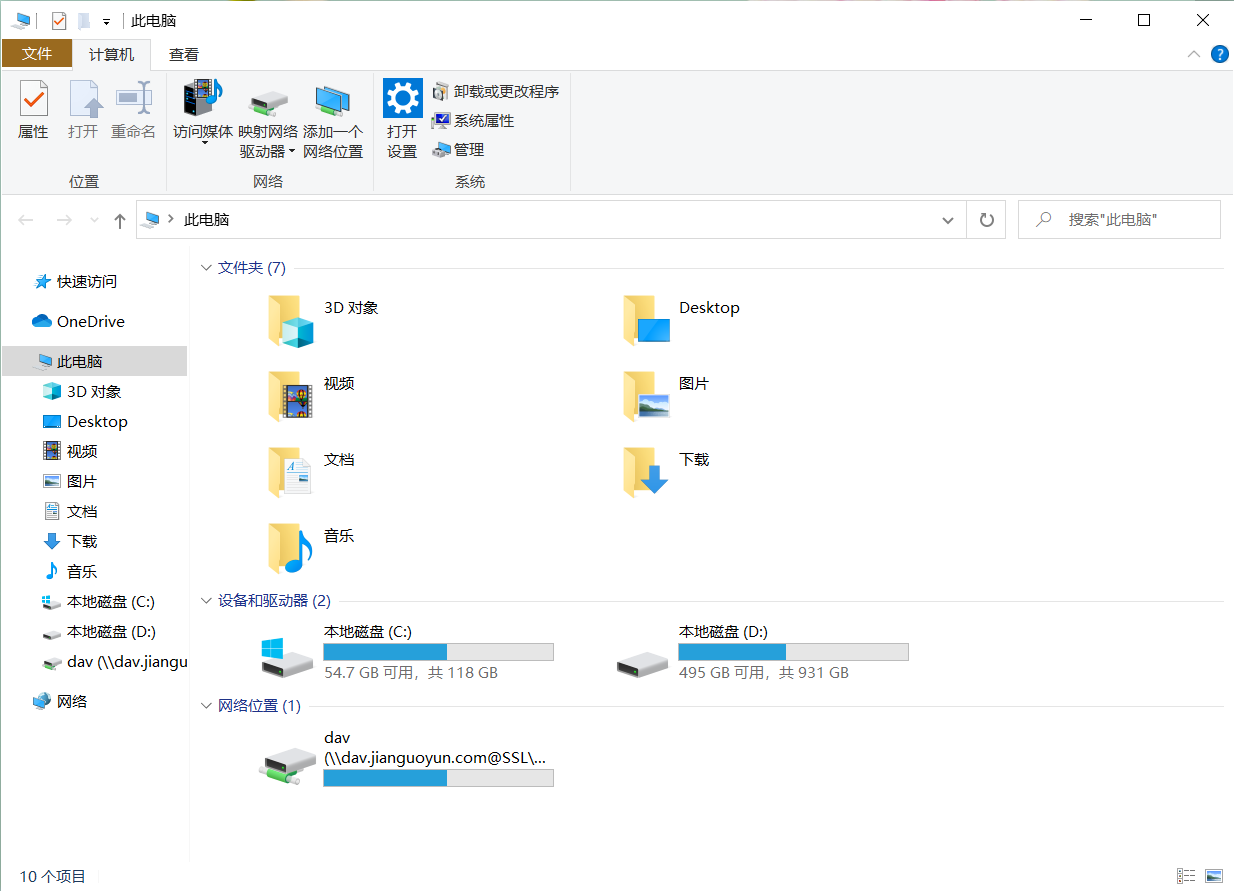 此电脑
文件
计算机
查看
属性
打开
重命名
位置
访问媒体
映射网络
驱动器
添加一个
网络位置
网络
打开
设置
卸载或更改程序
系统属性
管理
系统
此电脑
搜索"此电脑"
快速访问
OneDrive
此电脑
3D 对象
Desktop
视频
图片
文档
下载
音乐
本地磁盘 (C:)
本地磁盘 (D:)
dav (\\dav.jiangu
网络
文件夹 (7)
3D 对象
Desktop
视频
图片
文档
下载
音乐
设备和驱动器 (2)
本地磁盘 (C:)
54.7 GB 可用，共 118 GB
本地磁盘 (D:)
495 GB 可用，共 931 GB
网络位置 (1)
dav
(\\dav.jianguoyun.com@SSL\...
10 个项目